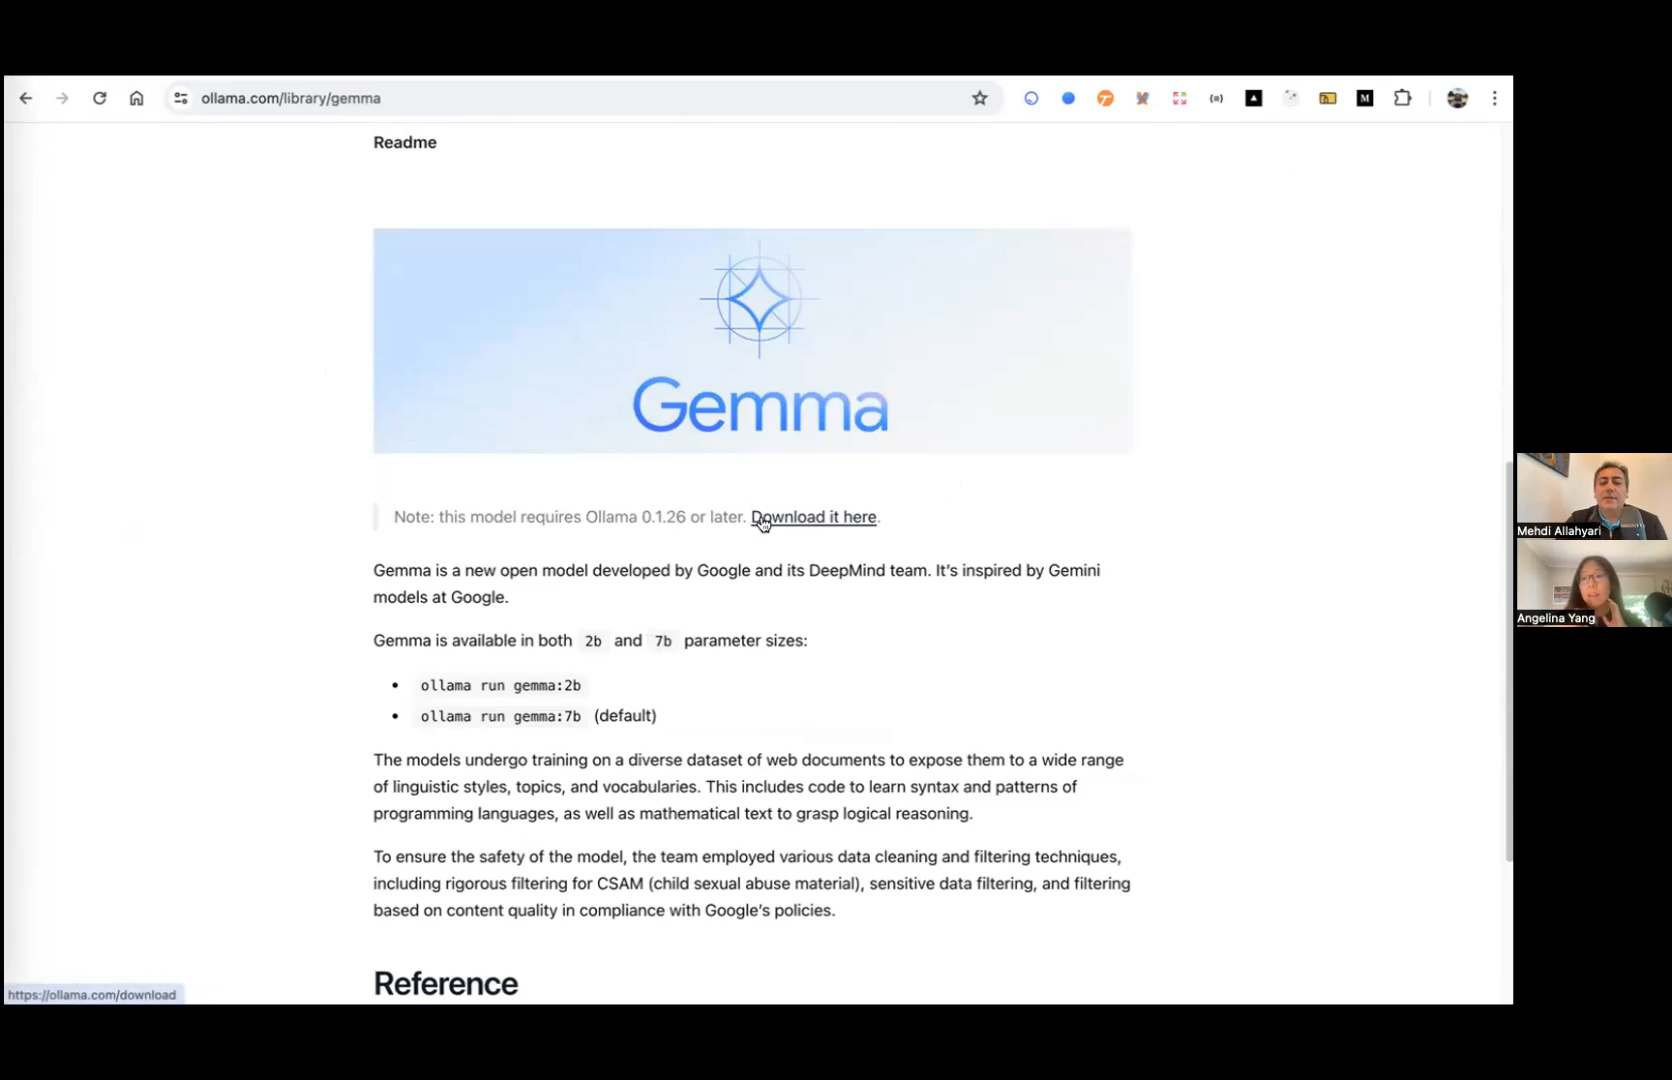 ollama.com/library/gemma
Readme
Gemma
Note: this model requires Ollama 0.1.26 or later. Download it here.
Gemma is a new open model developed by Google and its DeepMind team. It's inspired by Gemini
models at Google.
Gemma is available in both 2b and 7b parameter sizes:
• ollama run gemma:2b
• ollama run gemma:7b (default)
The models undergo training on a diverse dataset of web documents to expose them to a wide range
of linguistic styles, topics, and vocabularies. This includes code to learn syntax and patterns of
programming languages, as well as mathematical text to grasp logical reasoning.
To ensure the safety of the model, the team employed various data cleaning and filtering techniques,
including rigorous filtering for CSAM (child sexual abuse material), sensitive data filtering, and filtering
based on content quality in compliance with Google's policies.
Reference
https://ollama.com/download
Mehdi Allahyari
Angelina Yang